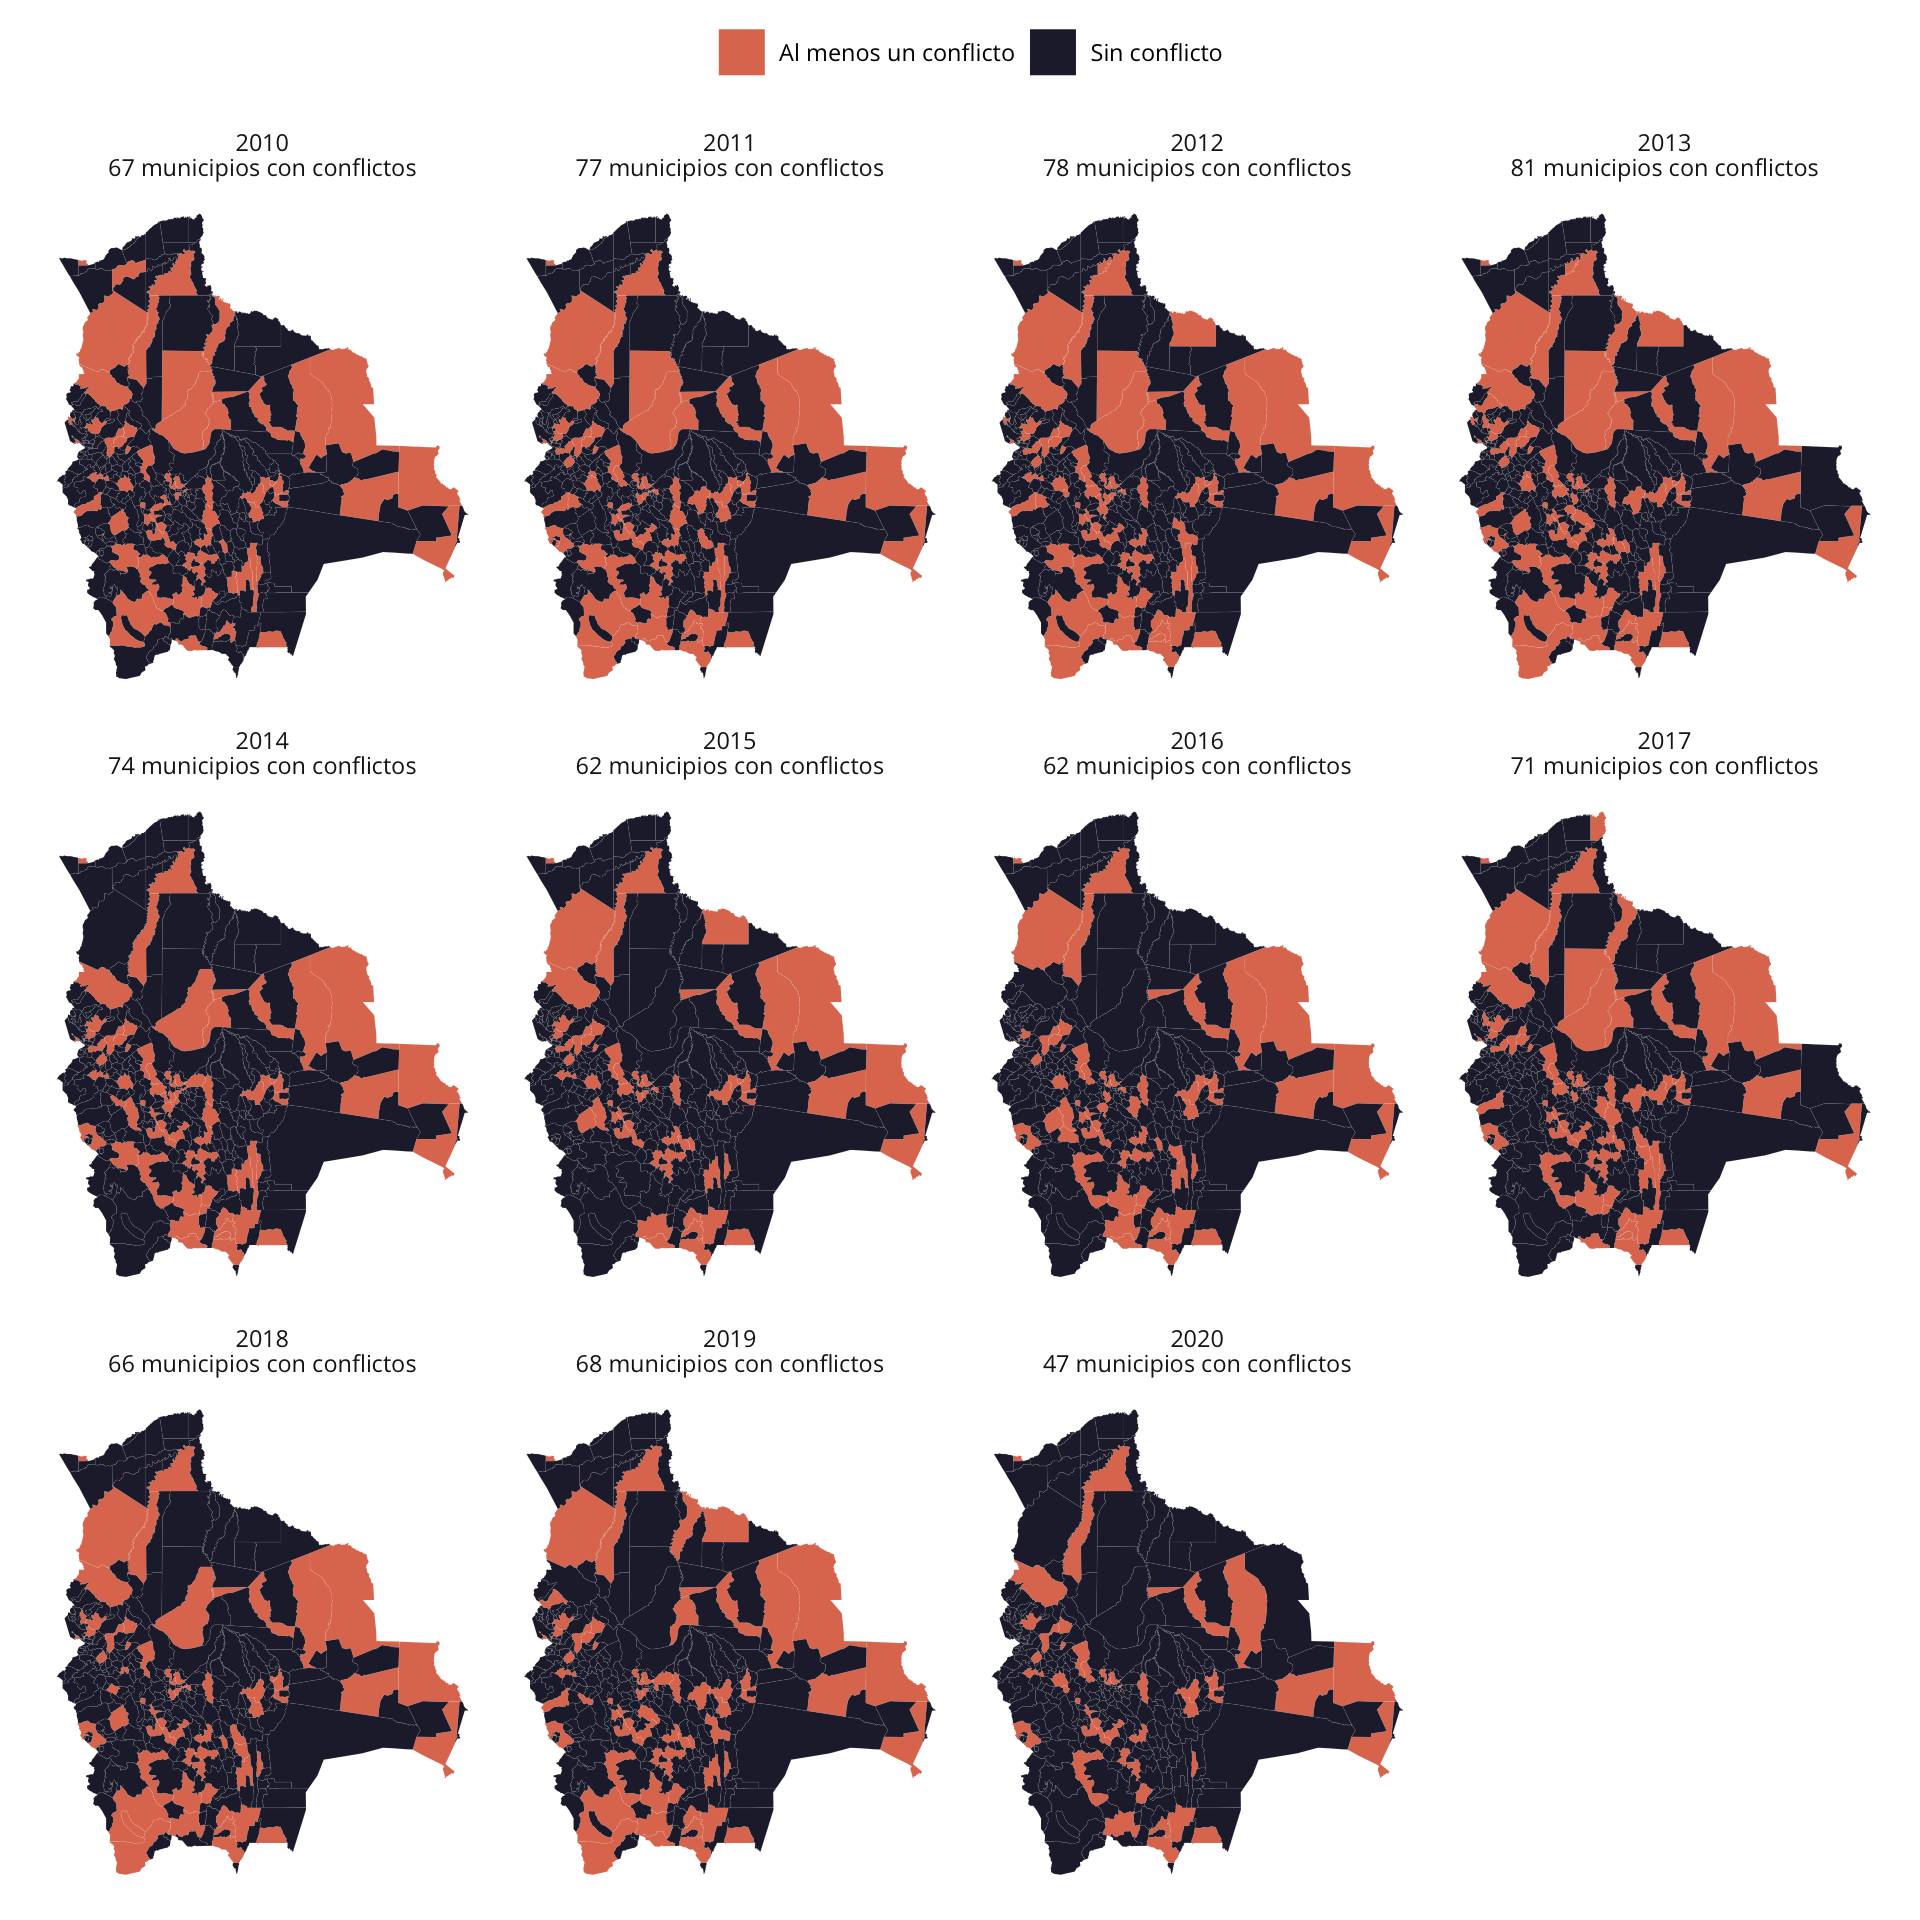 Al menos un conflicto Sin conflicto
2010
67 municipios con conflictos
2011
77 municipios con conflictos
2012
78 municipios con conflictos
2013
81 municipios con conflictos
2014
74 municipios con conflictos
2015
62 municipios con conflictos
2016
62 municipios con conflictos
2017
71 municipios con conflictos
2018
66 municipios con conflictos
2019
68 municipios con conflictos
2020
47 municipios con conflictos